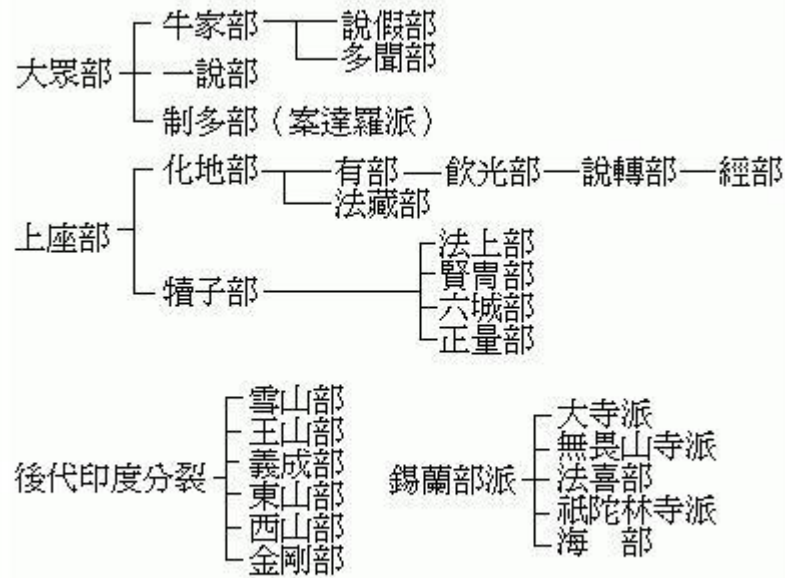 牛家部 說假部
多聞部
大眾部 一說部
制多部（案達羅派）
化地部 有部 飲光部 說轉部 經部
法藏部
上座部
法上部
賢冑部
犢子部 六城部
正量部
雪山部
王山部
義成部
後代印度分裂 東山部
西山部
金剛部
大寺派
無畏山寺派
錫蘭部派 法喜部
祇陀林寺派
海 部